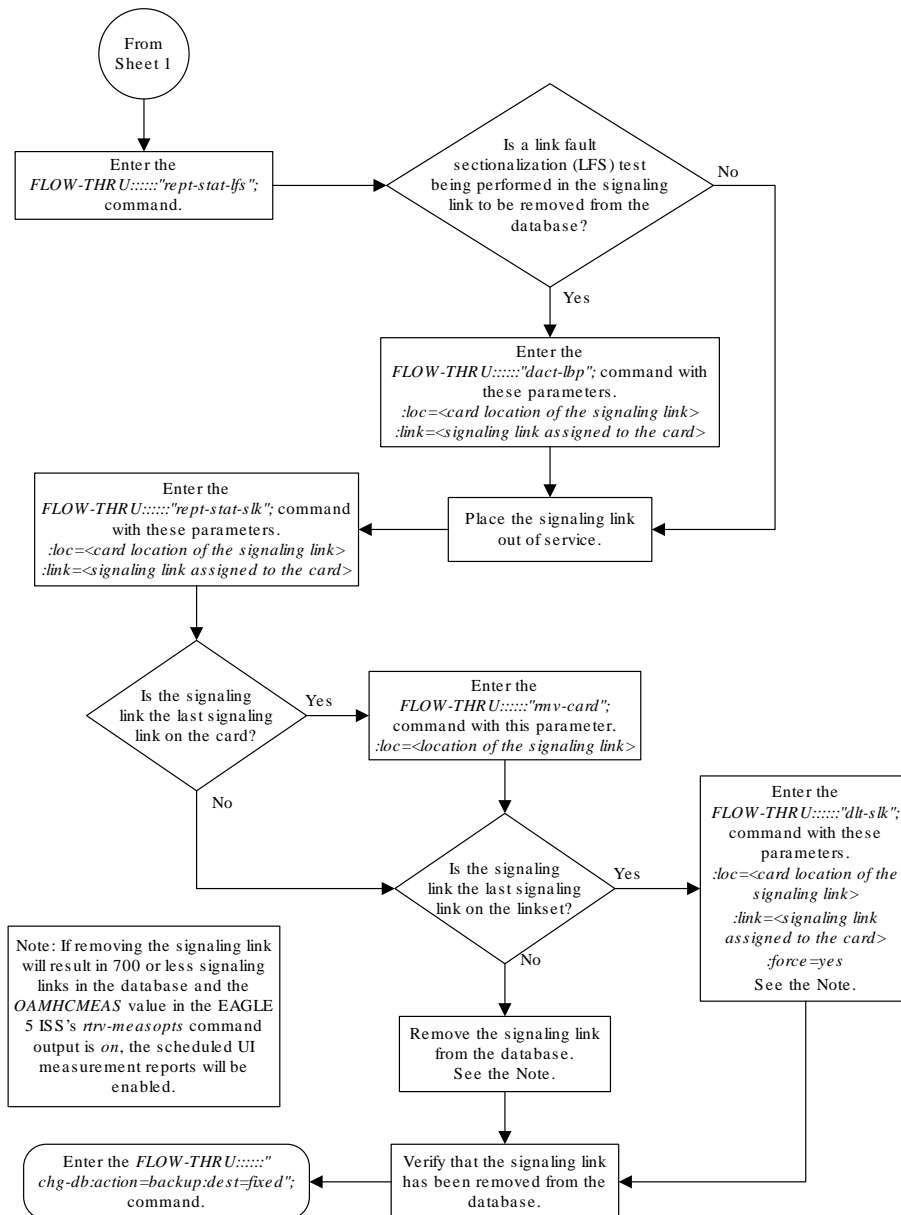 From
Sheet 1
Enter the
FLOW-THRU::::::"rept-stat-lfs";
command.
Is a link fault
sectionalization (LFS) test
being performed in the signaling
link to be removed from the
database?
No
Yes
Enter the
FLOW-THRU::::::"dact-lbp"; command with
these parameters.
:loc=<card location of the signaling link>
:link=<signaling link assigned to the card>
Place the signaling link
out of service.
Enter the
FLOW-THRU::::::"rept-stat-slk"; command
with these parameters.
:loc=<card location of the signaling link>
:link=<signaling link assigned to the card>
Is the signaling
link the last signaling
link on the card?
Yes
No
Enter the
FLOW-THRU::::::"rmv-card";
command with this parameter.
:loc=<location of the signaling link>
Is the signaling
link the last signaling
link on the linkset?
Yes
No
Enter the
FLOW-THRU::::::"dlt-slk";
command with these
parameters.
:loc=<card location of the
signaling link>
:link=<signaling link
assigned to the card>
:force=yes
See the Note.
Note: If removing the signaling link
will result in 700 or less signaling
links in the database and the
OAMHCMEAS value in the EAGLE
5 ISS's rtrv-measopts command
output is on, the scheduled UI
measurement reports will be
enabled.
Remove the signaling link
from the database.
See the Note.
Verify that the signaling link
has been removed from the
database.
Enter the FLOW-THRU::::::"
chg-db:action=backup:dest=fixed";
command.